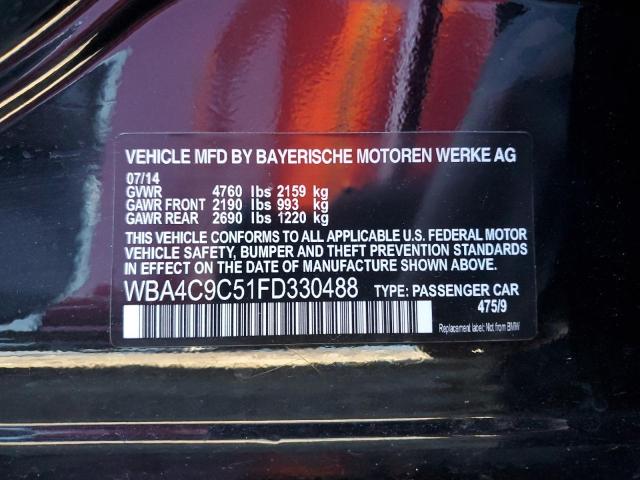 VEHICLE MFD BY BAYERISCHE MOTOREN WERKE AG
07/14
GVWR 4760 lbs 2159 kg
GAWR FRONT 2190 lbs 993 kg
GAWR REAR 2690 lbs 1220 kg
THIS VEHICLE CONFORMS TO ALL APPLICABLE U.S. FEDERAL MOTOR
VEHICLE SAFETY, BUMPER AND THEFT PREVENTION STANDARDS
IN EFFECT ON THE DATE OF MANUFACTURE SHOWN ABOVE.
WBA4C9C51FD330488 TYPE: PASSENGER CAR
475/9
Replacement label: Not from BMW